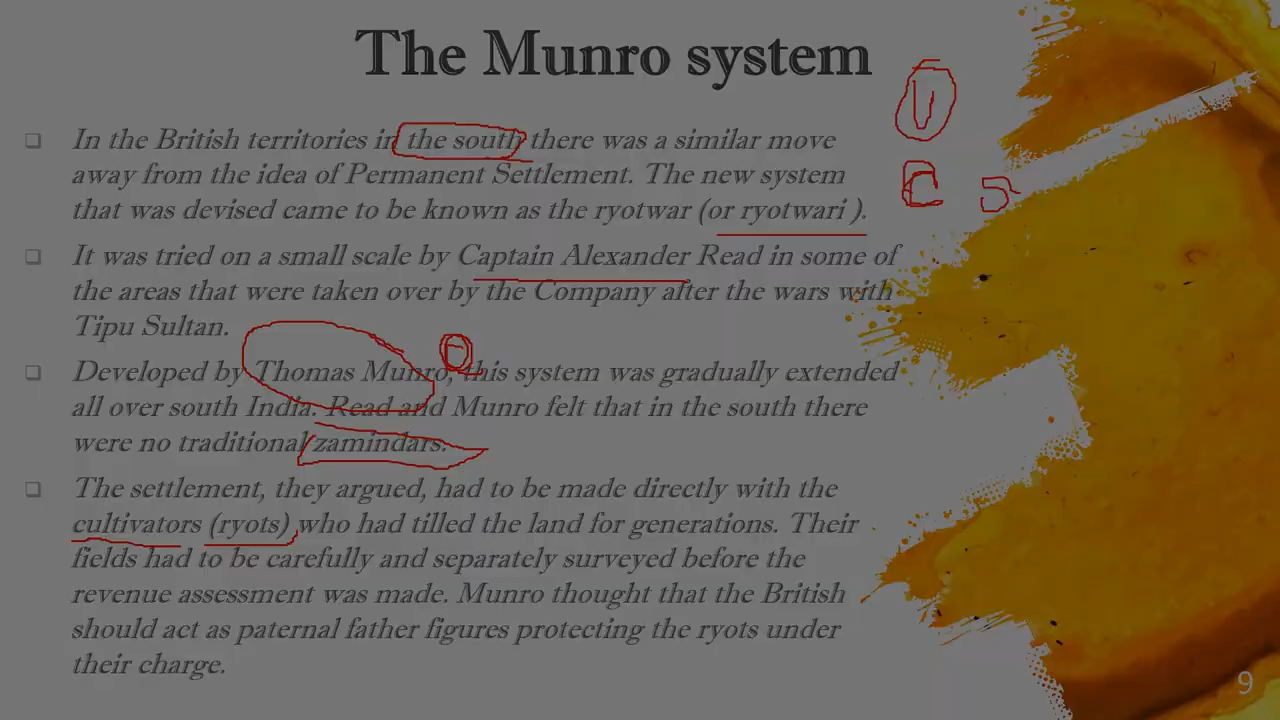 The Munro system
In the British territories in the south there was a similar move
away from the idea of Permanent Settlement. The new system
that was devised came to be known as the ryotwar (or ryotwari ).
It was tried on a small scale by Captain Alexander Read in some of
the areas that were taken over by the Company after the wars with
Tipu Sultan.
Developed by Thomas Munro, this system was gradually extended
all over south India. Read and Munro felt that in the south there
were no traditional zamindars.
The settlement, they argued, had to be made directly with the
cultivators (ryots) who had tilled the land for generations. Their
fields had to be carefully and separately surveyed before the
revenue assessment was made. Munro thought that the British
should act as paternal father figures protecting the ryots under
their charge.
9